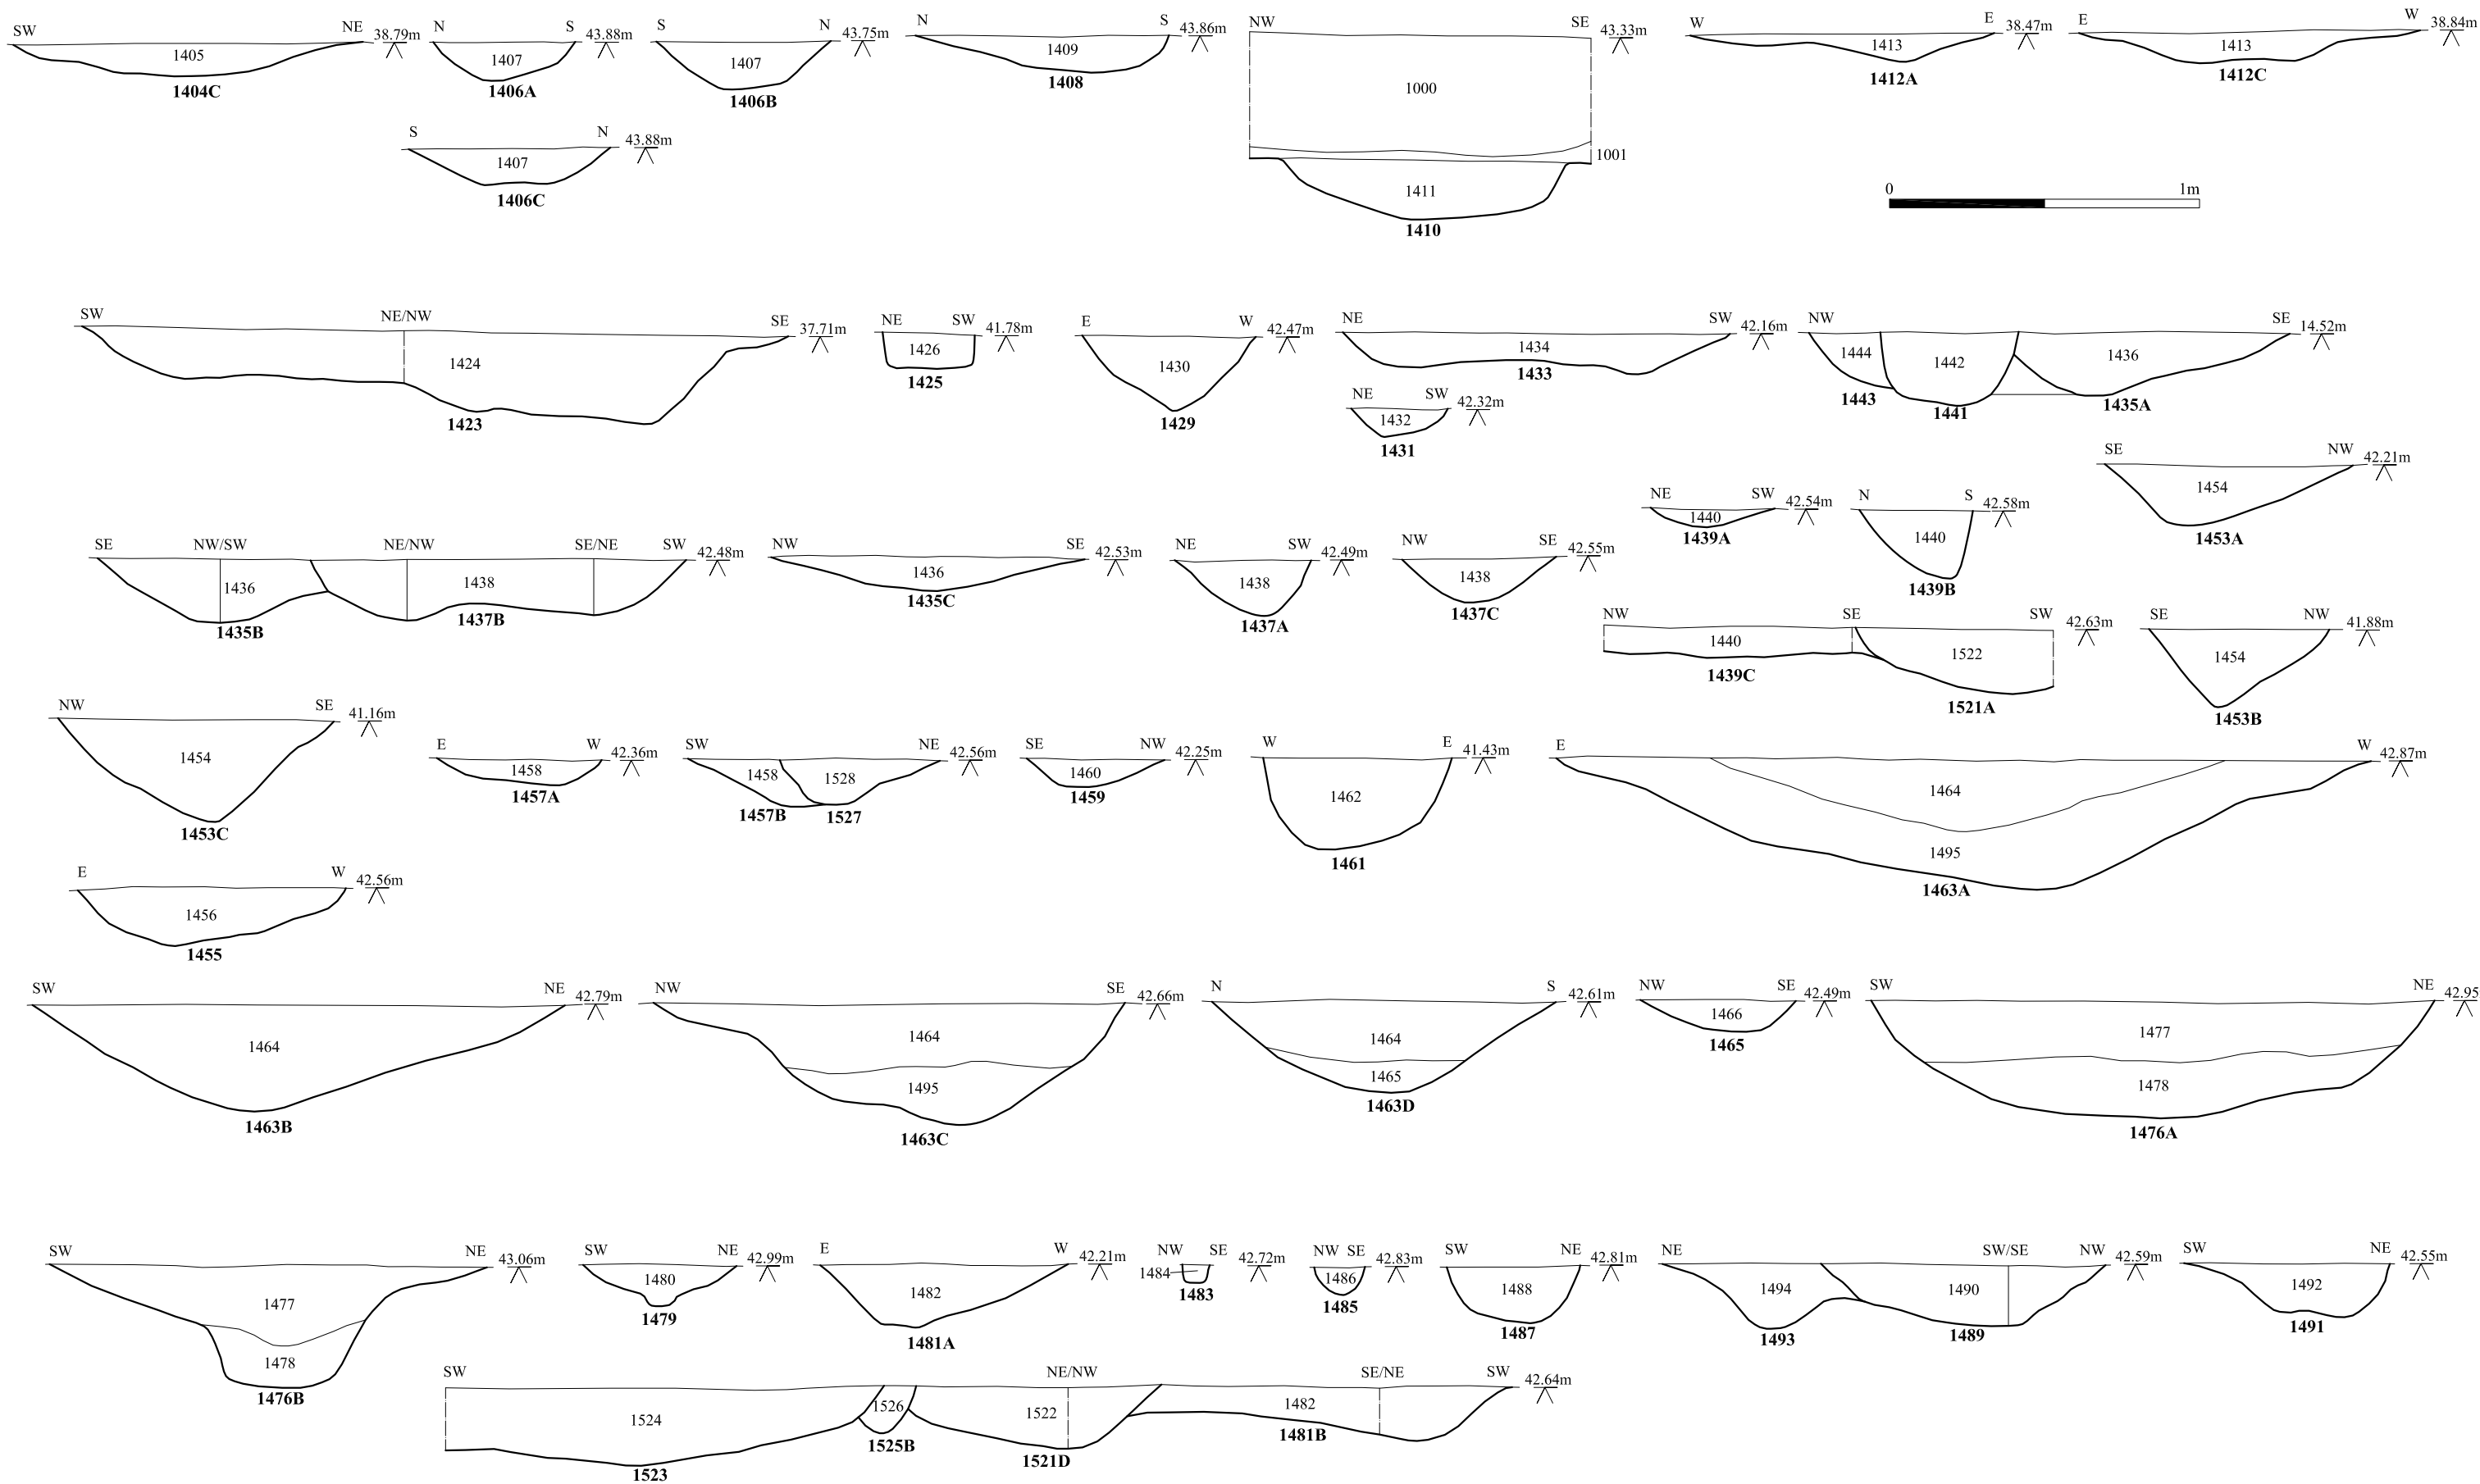 SW NE 38.79m
1405
1404C
N S 43.88m
1407
1406A
S N 43.75m
1407
1406B
N S 43.86m
1409
1408
NW SE 43.33m
1000
1001
1411
1410
W E 38.47m
1413
1412A
E W 38.84m
1413
1412C
S N 43.88m
1407
1406C
0 1m
SW NE/NW SE 37.71m
1424
1423
NE SW 41.78m
1426
1425
E W 42.47m
1430
1429
NE SW 42.16m
1434
1433
NE SW 42.32m
1432
1431
NW SE 14.52m
1444 1442 1436
1443 1441 1435A
SE NW 42.21m
1454
1453A
SE NW/SW NE/NW SE/NE SW 42.48m
1436 1438
1435B 1437B
NW SE 42.53m
1436
1435C
NE SW 42.49m
1438
1437A
NW SE 42.55m
1438
1437C
NE SW 42.54m
1440
1439A
N S 42.58m
1440
1439B
NW SE SW 42.63m
1440 1522
1439C 1521A
SE NW 41.88m
1454
1453B
NW SE 41.16m
1454
1453C
E W 42.36m
1458
1457A
SW NE 42.56m
1458 1528
1457B 1527
SE NW 42.25m
1460
1459
W E 41.43m
1462
1461
E W 42.87m
1464
1495
1463A
E W 42.56m
1456
1455
SW NE 42.79m
1464
1463B
NW SE 42.66m
1464
1495
1463C
N S 42.61m
1464
1465
1463D
NW SE 42.49m
1466
1465
SW NE 42.95
1477
1478
1476A
SW NE 43.06m
1477
1478
1476B
SW NE 42.99m
1480
1479
E W 42.21m
1482
1481A
NW SE 42.72m
1484
1483
NW SE 42.83m
1486
1485
SW NE 42.81m
1488
1487
NE SW/SE NW 42.59m
1494 1490
1493 1489
SW NE 42.55m
1492
1491
SW NE/NW SE/NE SW 42.64m
1524 1526 1522 1482
1523 1525B 1521D 1481B